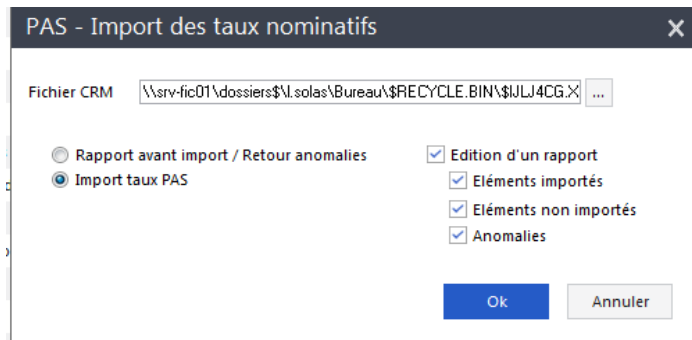 PAS - Import des taux nominatifs
Fichier CRM \\srv-fic01\dossiers$\l.solas\Bureau\$RECYCLE.BIN\$IJLJ4CG.X ...
Rapport avant import / Retour anomalies
Import taux PAS
Edition d'un rapport
Eléments importés
Eléments non importés
Anomalies
Ok Annuler